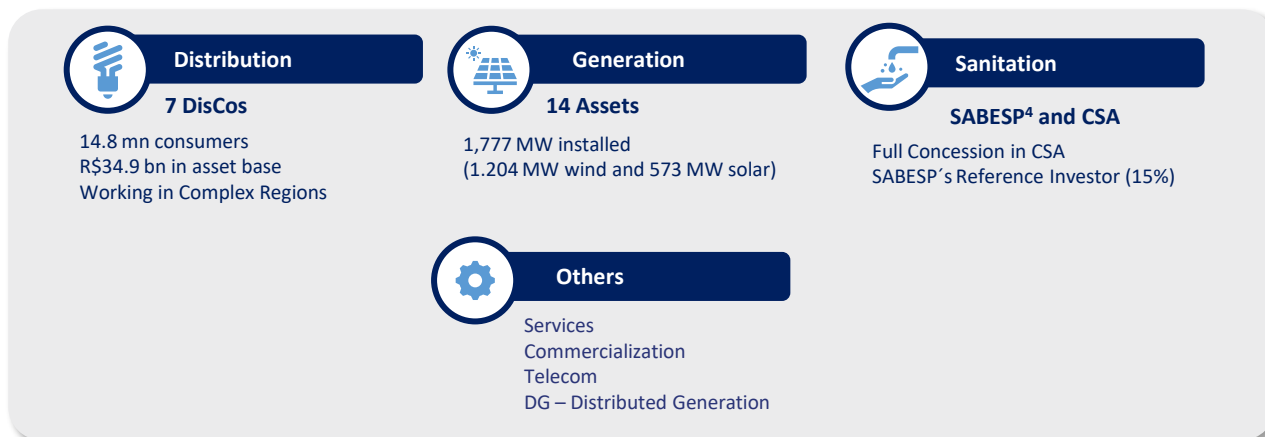 Distribution
7 DisCos
14.8 mn consumers
R$34.9 bn in asset base
Working in Complex Regions
Generation
14 Assets
1,777 MW installed
(1.204 MW wind and 573 MW solar)
Sanitation
SABESP⁴ and CSA
Full Concession in CSA
SABESP´s Reference Investor (15%)
Others
Services
Commercialization
Telecom
DG – Distributed Generation